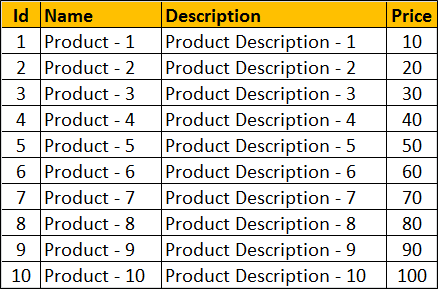 Id Name Description Price
1 Product - 1 Product Description - 1 10
2 Product - 2 Product Description - 2 20
3 Product - 3 Product Description - 3 30
4 Product - 4 Product Description - 4 40
5 Product - 5 Product Description - 5 50
6 Product - 6 Product Description - 6 60
7 Product - 7 Product Description - 7 70
8 Product - 8 Product Description - 8 80
9 Product - 9 Product Description - 9 90
10 Product - 10 Product Description - 10 100